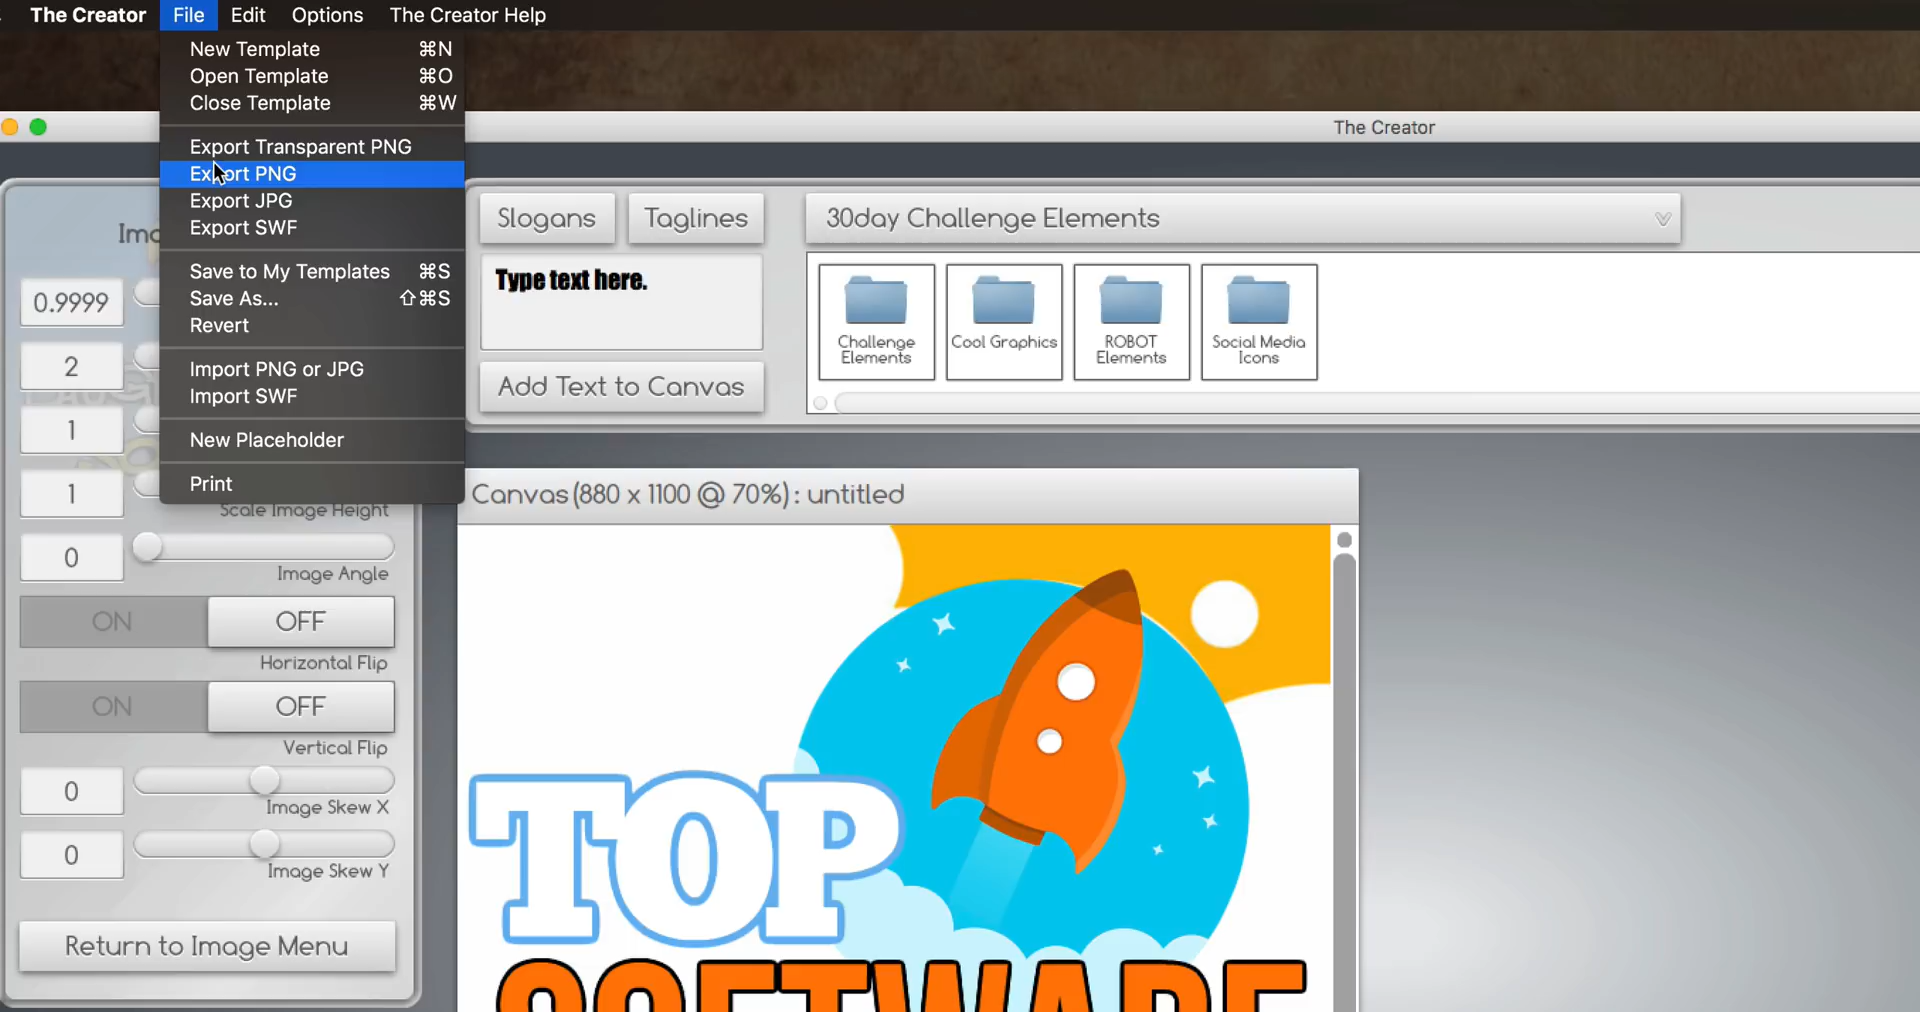 The Creator File Edit Options The Creator Help
New Template ⌘N
Open Template ⌘O
Close Template ⌘W
Export Transparent PNG
Export PNG
Export JPG
Export SWF
Save to My Templates ⌘S
Save As... ⇧⌘S
Revert
Import PNG or JPG
Import SWF
New Placeholder
Print
The Creator
0.9999
2
1
1
Scale Image Height
0
Image Angle
ON OFF
Horizontal Flip
ON OFF
Vertical Flip
0
Image Skew X
0
Image Skew Y
Return to Image Menu
Slogans Taglines
Type text here.
Add Text to Canvas
30day Challenge Elements
Challenge
Elements
Cool Graphics
ROBOT
Elements
Social Media
Icons
Canvas(880 x 1100 @ 70%) : untitled
TOP
SOFTWARE